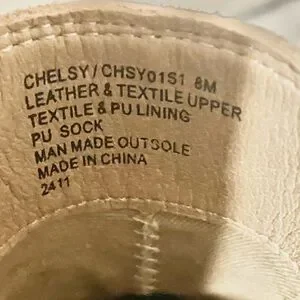 CHELSY/CHSY01S1 8M
LEATHER & TEXTILE UPPER
TEXTILE & PU LINING
PU SOCK
MAN MADE OUTSOLE
MADE IN CHINA
2411